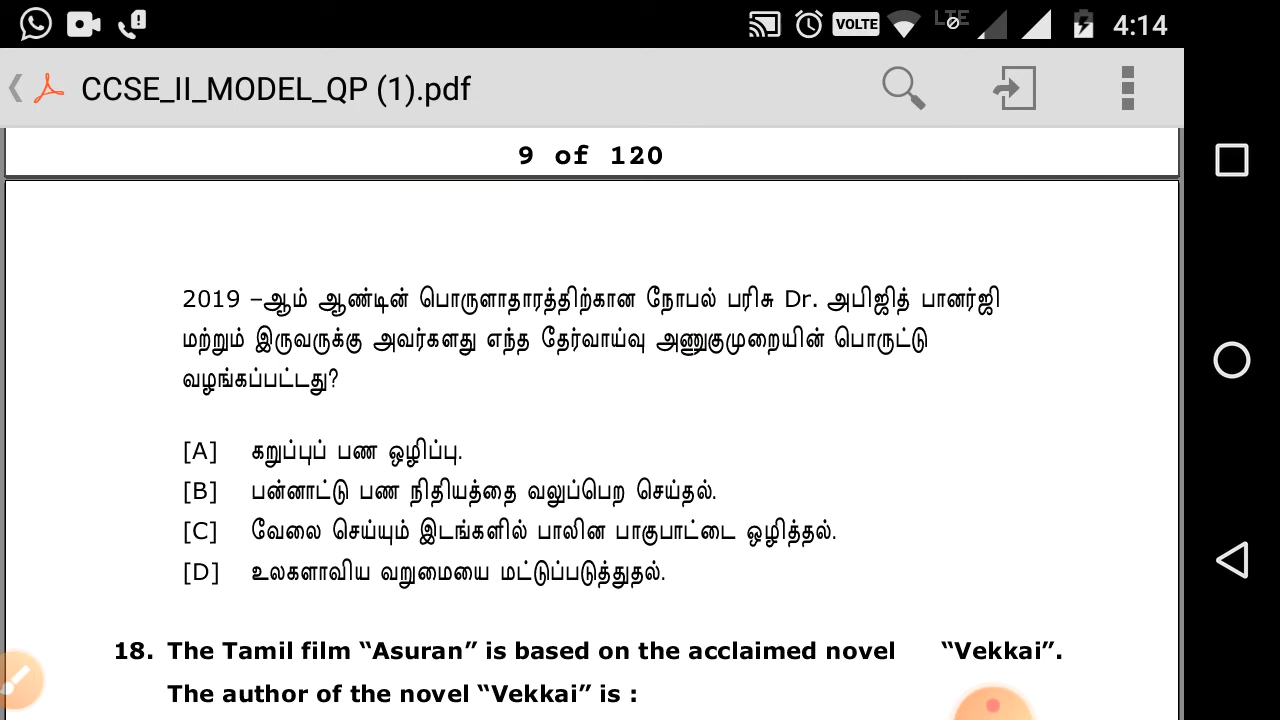 VOLTE LTE 4:14
CCSE_II_MODEL_QP (1).pdf
9 of 120
2019 –ஆம் ஆண்டின் பொருளாதாரத்திற்கான நோபல் பரிசு Dr. அபிஜித் பானர்ஜி
மற்றும் இருவருக்கு அவர்களது எந்த தேர்வாய்வு அணுகுமுறையின் பொருட்டு
வழங்கப்பட்டது?
[A] கறுப்புப் பண ஒழிப்பு.
[B] பன்னாட்டு பண நிதியத்தை வலுப்பெற செய்தல்.
[C] வேலை செய்யும் இடங்களில் பாலின பாகுபாட்டை ஒழித்தல்.
[D] உலகளாவிய வறுமையை மட்டுப்படுத்துதல்.
18. The Tamil film “Asuran” is based on the acclaimed novel “Vekkai”.
The author of the novel “Vekkai” is :